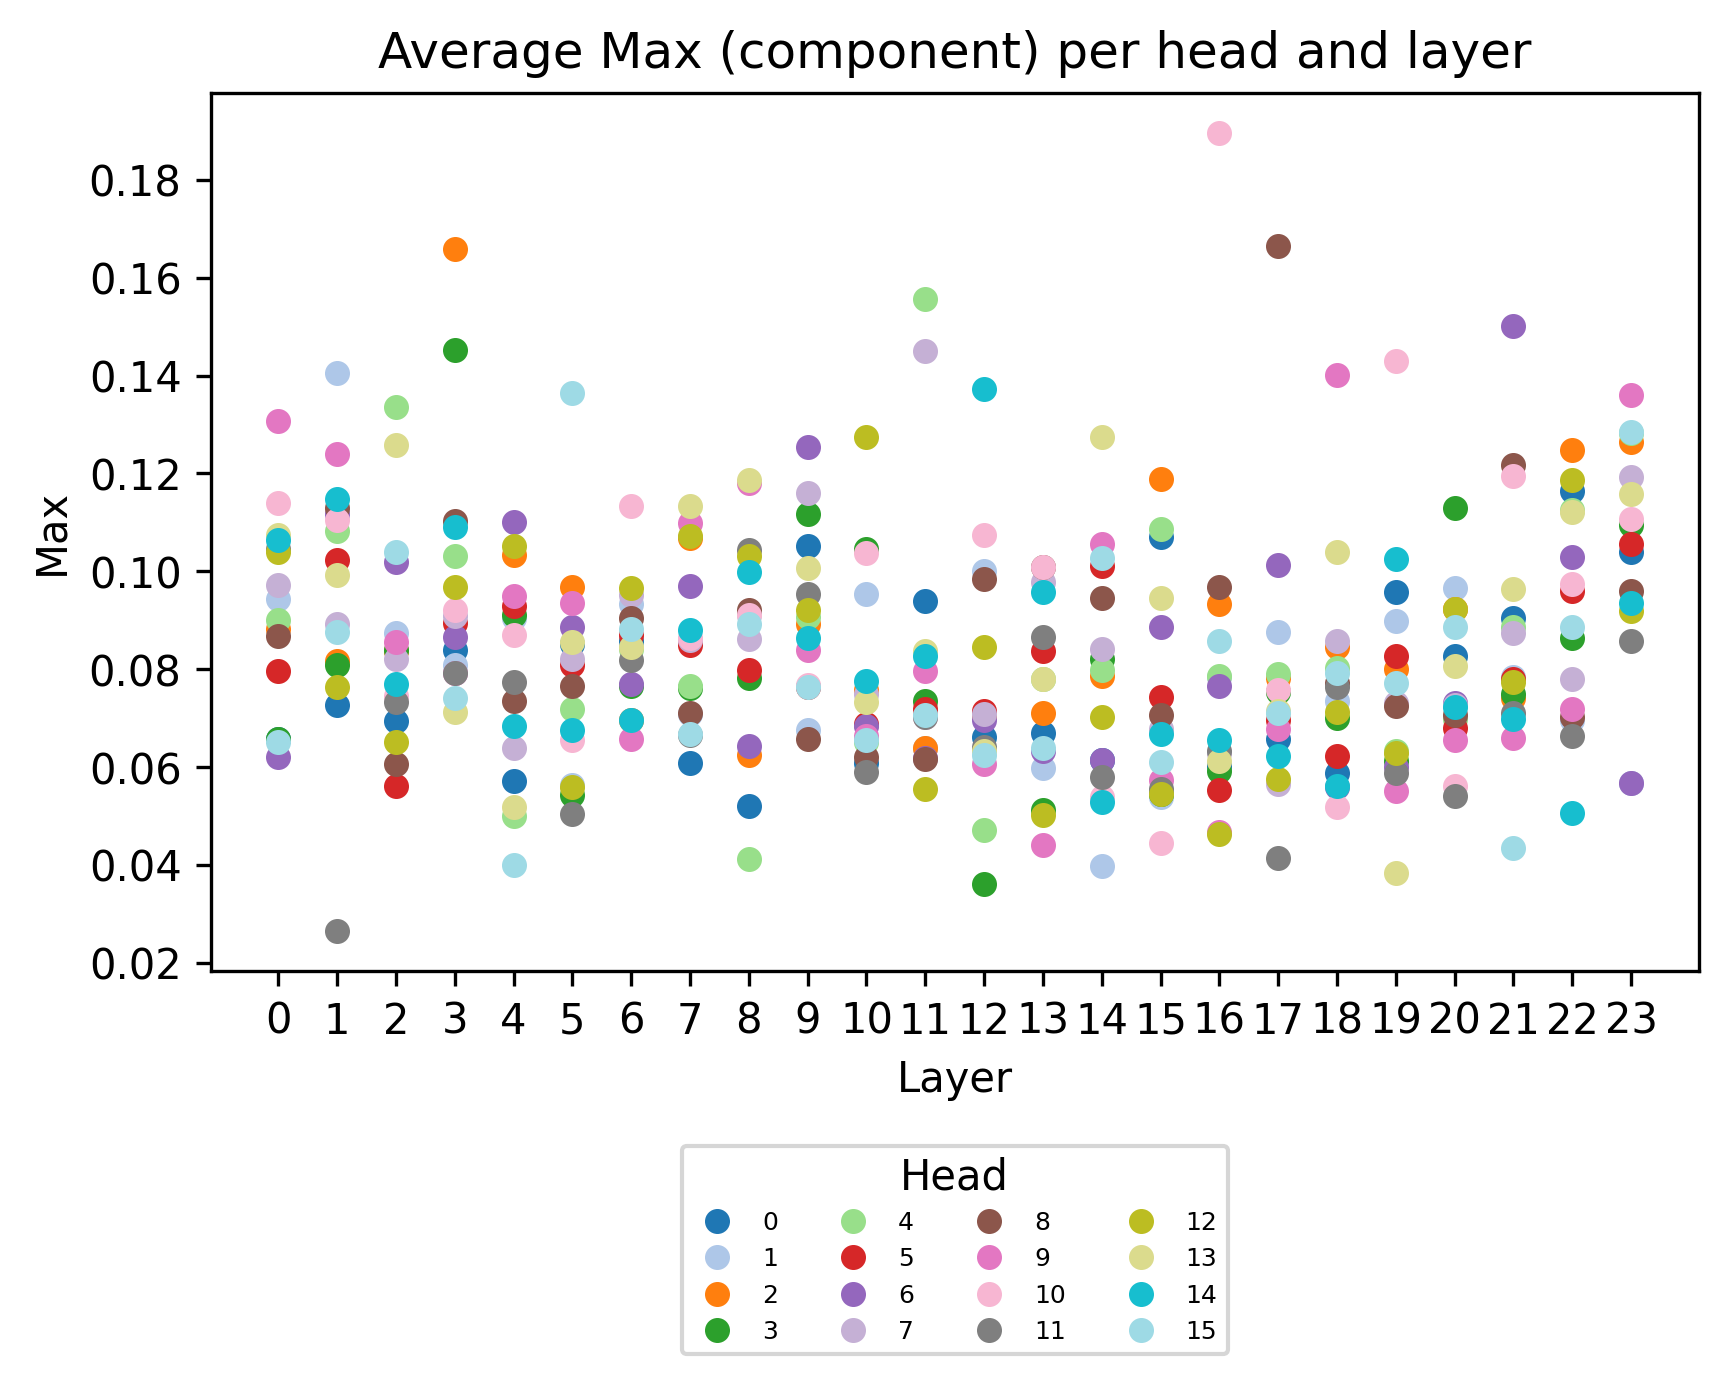 Average Max (component) per head and layer
Max
0.18
0.16
0.14
0.12
0.10
0.08
0.06
0.04
0.02
0 1 2 3 4 5 6 7 8 9 10 11 12 13 14 15 16 17 18 19 20 21 22 23
Layer
Head
0 4 8 12
1 5 9 13
2 6 10 14
3 7 11 15